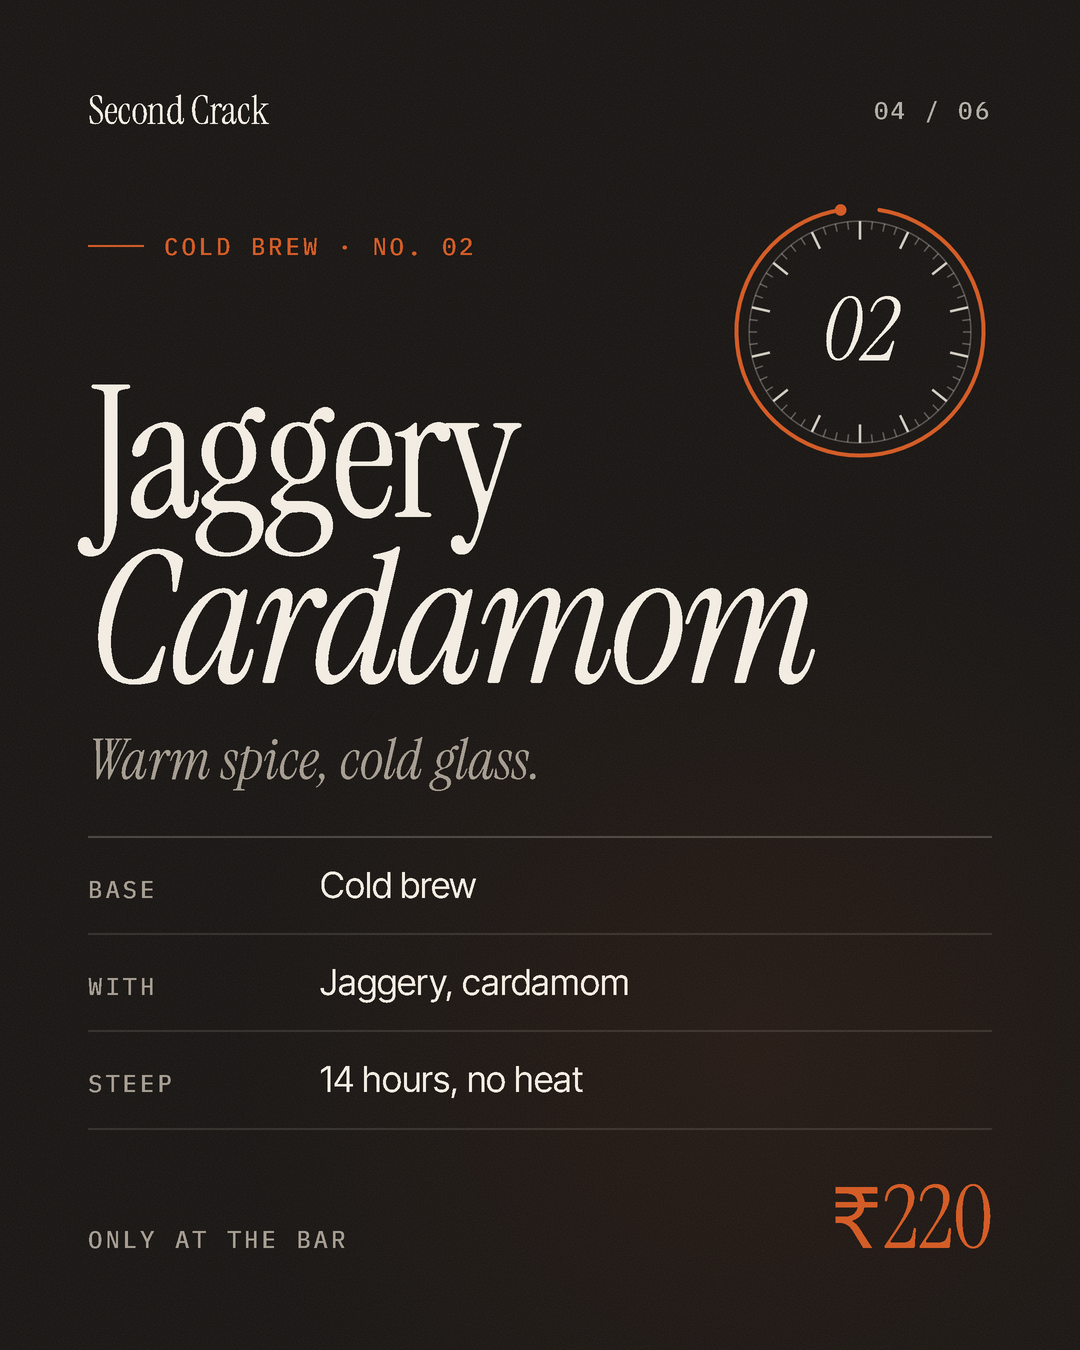 Second Crack
04 / 06
COLD BREW · NO. 02
02
Jaggery
Cardamom
Warm spice, cold glass.
BASE Cold brew
WITH Jaggery, cardamom
STEEP 14 hours, no heat
ONLY AT THE BAR
₹220